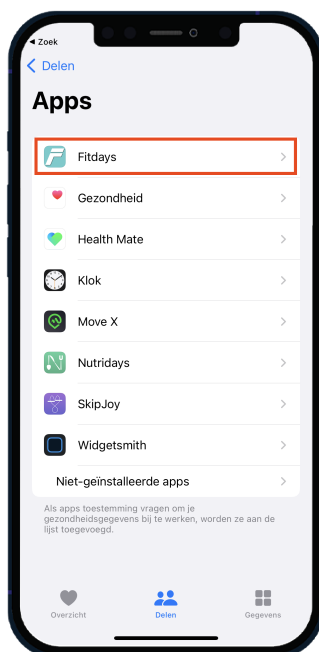 Zoek
Delen
Apps
Fitdays
Gezondheid
Health Mate
Klok
Move X
Nutridays
SkipJoy
Widgetsmith
Niet-geïnstalleerde apps
Als apps toestemming vragen om je
gezondheidsgegevens bij te werken, worden ze aan de
lijst toegevoegd.
Overzicht
Delen
Gegevens